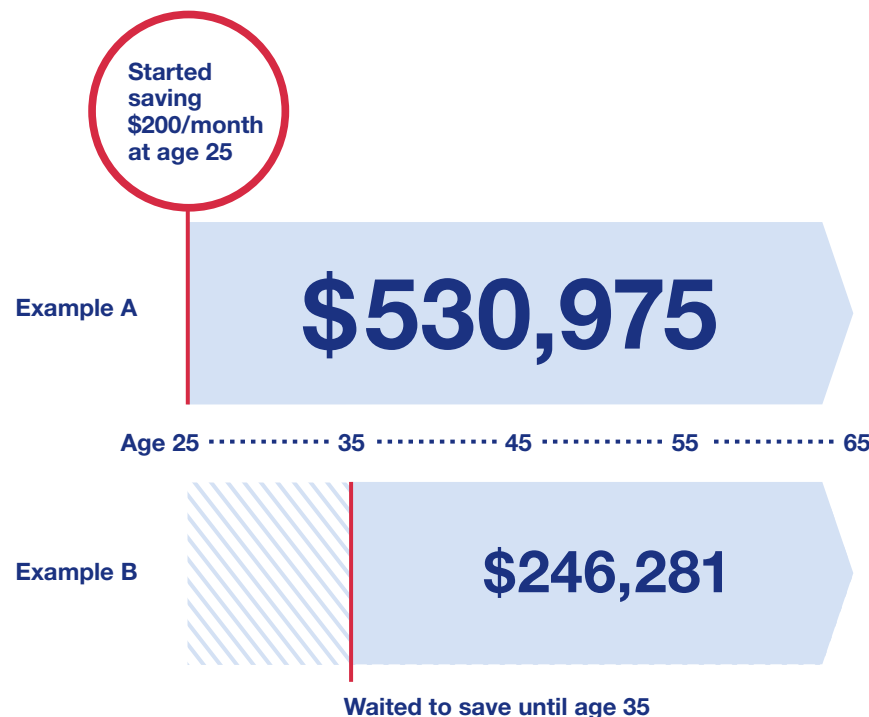 Started
saving
$200/month
at age 25
Example A
$530,975
Age 25 35 45 55 65
Example B
$246,281
Waited to save until age 35